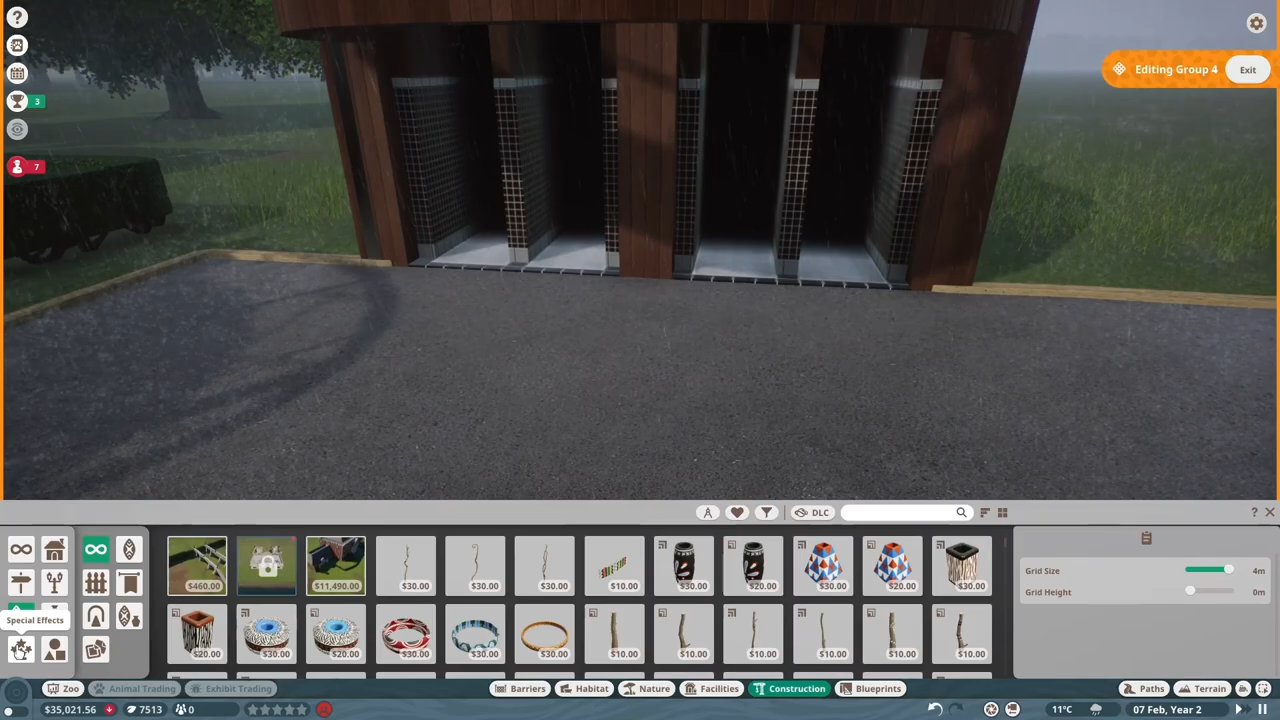 ?
3
7
Editing Group 4
Exit
DLC
?
$460.00
$11,490.00
$30.00
$30.00
$30.00
$10.00
$30.00
$20.00
$30.00
$20.00
$30.00
Grid Size
4m
Grid Height
0m
Special Effects
$20.00
$30.00
$20.00
$30.00
$30.00
$30.00
$10.00
$10.00
$10.00
$10.00
$10.00
$10.00
Zoo
Animal Trading
Exhibit Trading
Barriers
Habitat
Nature
Facilities
Construction
Blueprints
Paths
Terrain
$35,021.56
7513
0
11°C
07 Feb, Year 2